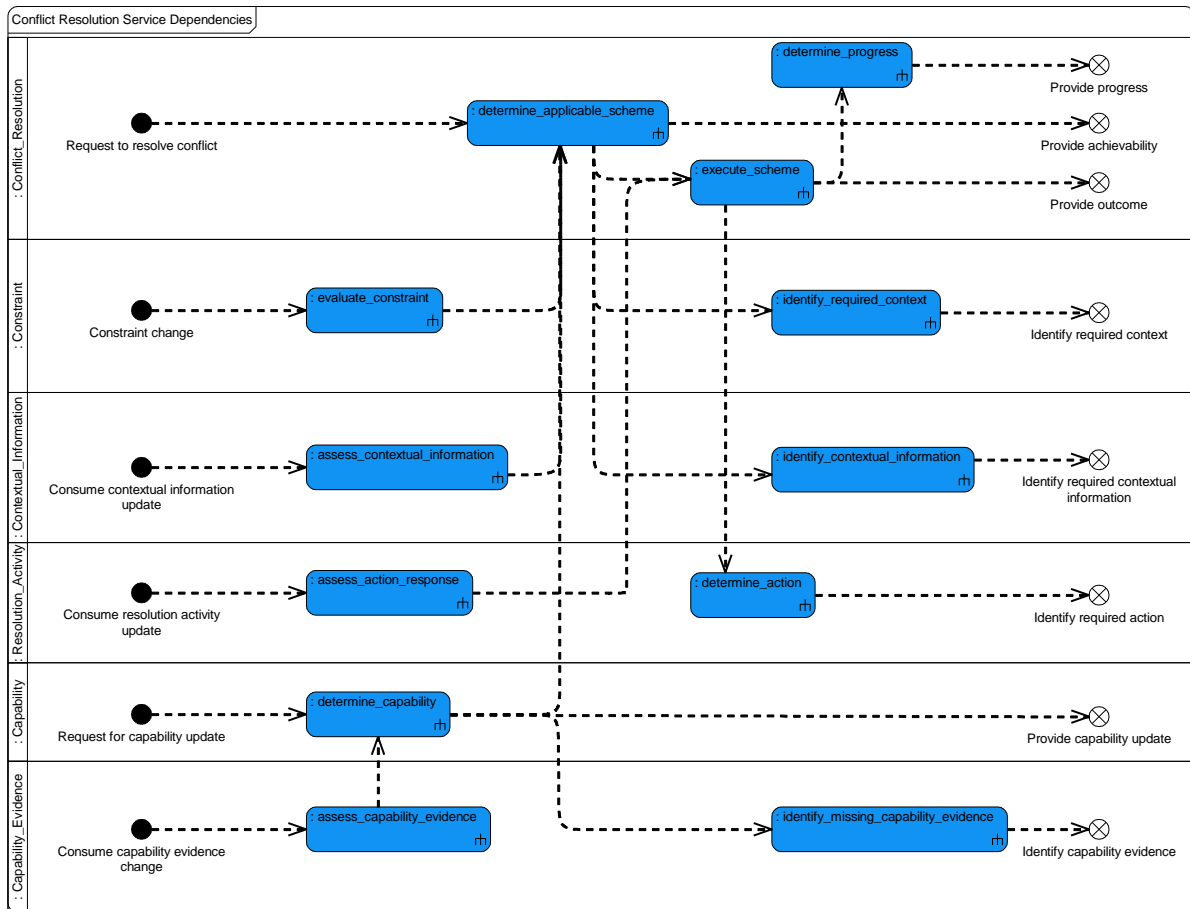 Conflict Resolution Service Dependencies
: Conflict_Resolution
: determine_progress
Provide progress
: determine_applicable_scheme
Request to resolve conflict
Provide achievability
: execute_scheme
Provide outcome
: Constraint
: evaluate_constraint
: identify_required_context
Constraint change
Identify required context
: Contextual_Information
: assess_contextual_information
: identify_contextual_information
Consume contextual information
update
Identify required contextual
information
: Resolution_Activity
: assess_action_response
: determine_action
Consume resolution activity
update
Identify required action
: Capability
: determine_capability
Request for capability update
Provide capability update
: Capability_Evidence
: assess_capability_evidence
: identify_missing_capability_evidence
Consume capability evidence
change
Identify capability evidence